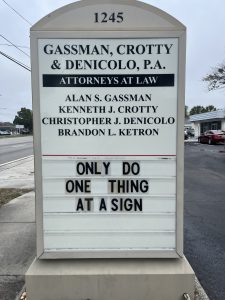 1245
GASSMAN, CROTTY
& DENICOLO, P.A.
ATTORNEYS AT LAW
ALAN S. GASSMAN
KENNETH J. CROTTY
CHRISTOPHER J. DENICOLO
BRANDON L. KETRON
ONLY DO
ONE THING
AT A SIGN